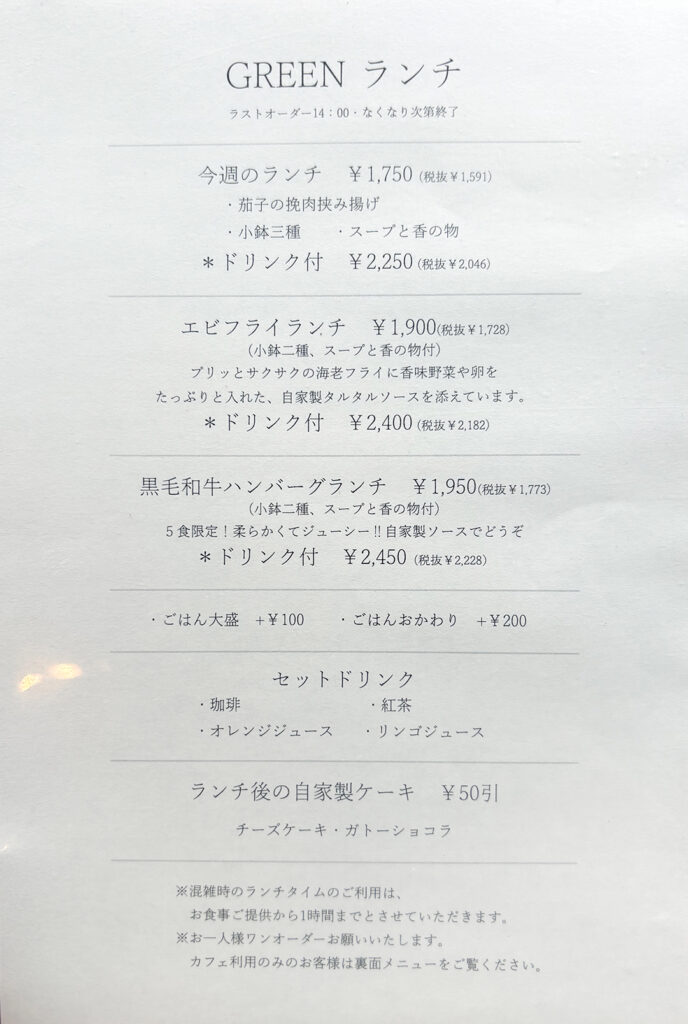 GREEN ランチ
ラストオーダー14：00・なくなり次第終了
今週のランチ　￥1,750（税抜￥1,591）
・茄子の挽肉挟み揚げ
・小鉢三種　・スープと香の物
＊ドリンク付　￥2,250（税抜￥2,046）
エビフライランチ　￥1,900（税抜￥1,728）
（小鉢二種、スープと香の物付）
プリッとサクサクの海老フライに香味野菜や卵を
たっぷりと入れた、自家製タルタルソースを添えています。
＊ドリンク付　￥2,400（税抜￥2,182）
黒毛和牛ハンバーグランチ　￥1,950（税抜￥1,773）
（小鉢二種、スープと香の物付）
５食限定！柔らかくてジューシー!!自家製ソースでどうぞ
＊ドリンク付　￥2,450（税抜￥2,228）
・ごはん大盛　+￥100　・ごはんおかわり　+￥200
セットドリンク
・珈琲　・紅茶
・オレンジジュース　・リンゴジュース
ランチ後の自家製ケーキ　￥50引
チーズケーキ・ガトーショコラ
※混雑時のランチタイムのご利用は、
お食事ご提供から1時間までとさせていただきます。
※お一人様ワンオーダーお願いいたします。
カフェ利用のみのお客様は裏面メニューをご覧ください。